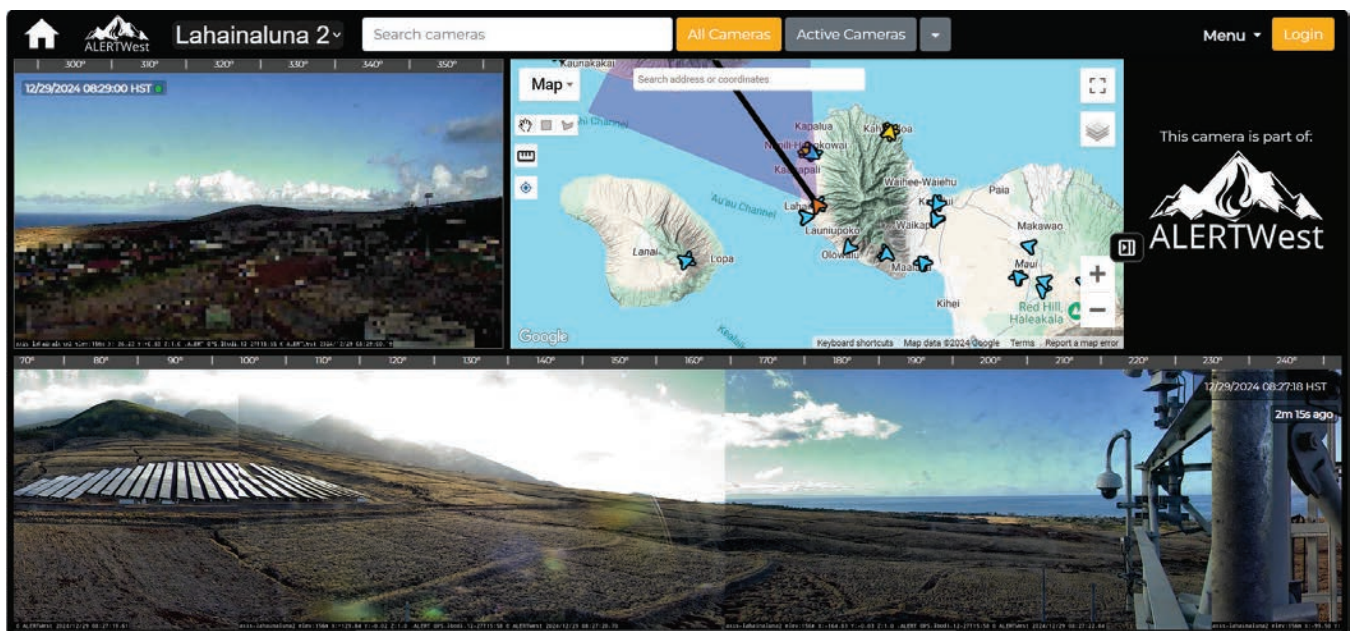 ALERTWest
Lahainaluna 2
Search cameras
All Cameras
Active Cameras
Menu
Login
300° 310° 320° 330° 340° 350°
12/29/2024 08:29:00 HST
Map
Search address or coordinates
Kaunakakai
Kapalua
Kaanapali
Waihee-Waiehu
Paia
Au'au Channel
Launiupoko
Makawao
Lanai
Lopa
Olowalu
Maui
Kihei
Red Hill,
Haleakala
+
−
Google
Keyboard shortcuts Map data ©2024 Google Terms Report a map error
This camera is part of:
ALERTWest
70° 80° 90° 100° 110° 120° 130° 140° 150° 160° 170° 180° 190° 200° 210° 220° 230° 240°
12/29/2024 08:27:18 HST
2m 15s ago